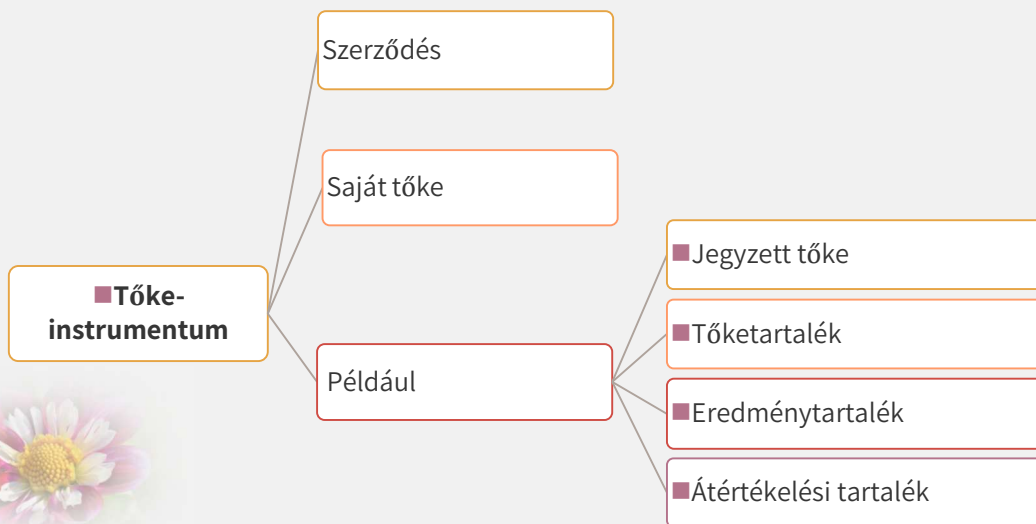 Szerződés
Saját tőke
■Tőke-
instrumentum
Például
■Jegyzett tőke
■Tőketartalék
■Eredménytartalék
■Átértékelési tartalék